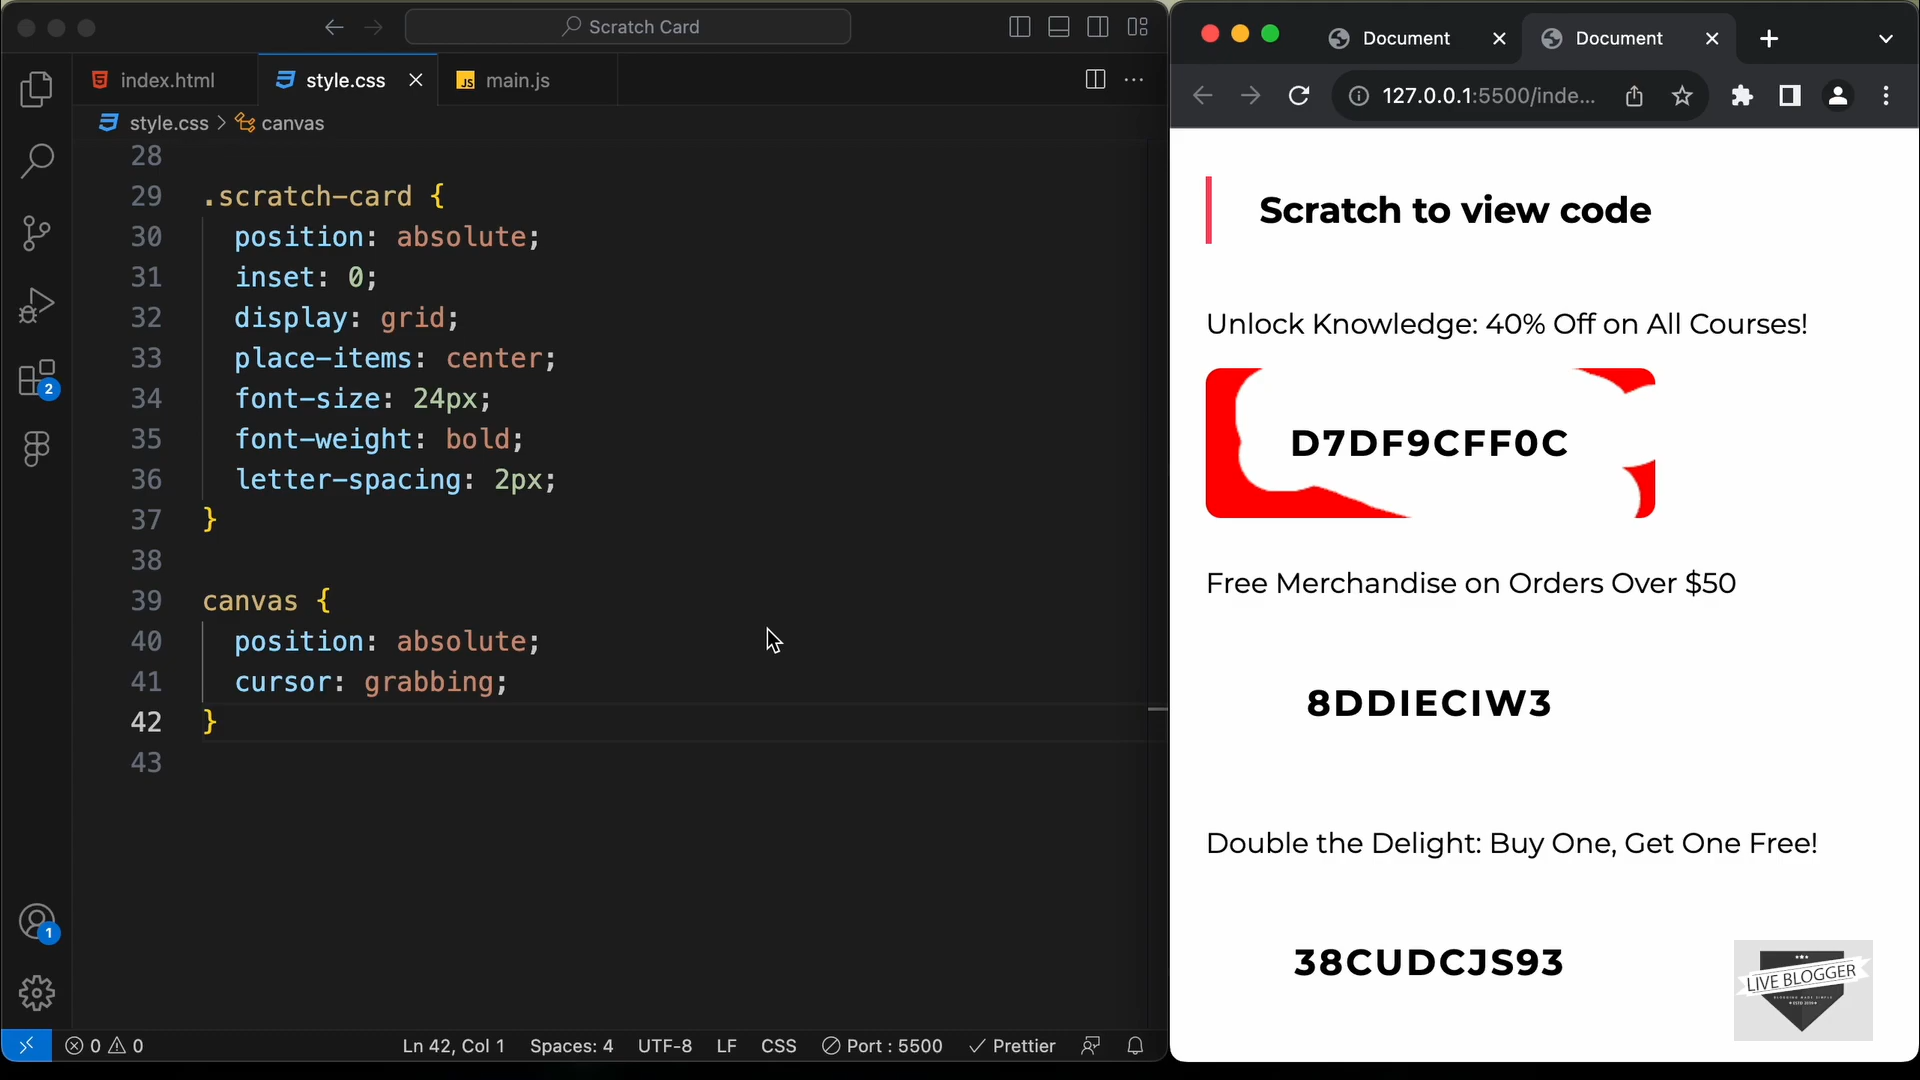 Scratch Card
index.html
style.css
main.js
style.css > canvas
28
29 .scratch-card {
30 position: absolute;
31 inset: 0;
32 display: grid;
33 place-items: center;
34 font-size: 24px;
35 font-weight: bold;
36 letter-spacing: 2px;
37 }
38
39 canvas {
40 position: absolute;
41 cursor: grabbing;
42 }
43
2
1
0 0
Ln 42, Col 1
Spaces: 4
UTF-8
LF
CSS
Port : 5500
Prettier
Document
Document
127.0.0.1:5500/inde...
Scratch to view code
Unlock Knowledge: 40% Off on All Courses!
D7DF9CFF0C
Free Merchandise on Orders Over $50
8DDIECIW3
Double the Delight: Buy One, Get One Free!
38CUDCJS93
LIVE BLOGGER